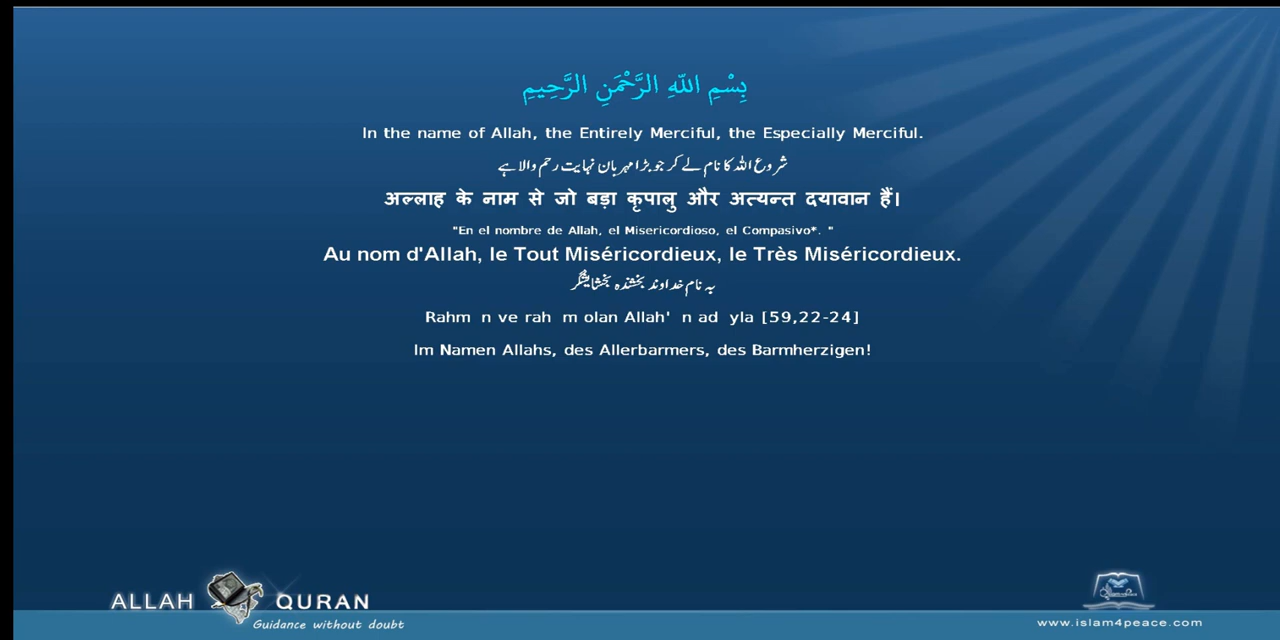 بِسْمِ اللّهِ الرَّحْمَنِ الرَّحِيمِ
In the name of Allah, the Entirely Merciful, the Especially Merciful.
شروع اللہ کا نام لے کر جو بڑا مہربان نہایت رحم والا ہے
अल्लाह के नाम से जो बड़ा कृपालु और अत्यन्त दयावान हैं।
"En el nombre de Allah, el Misericordioso, el Compasivo*. "
Au nom d'Allah, le Tout Miséricordieux, le Très Miséricordieux.
به نام خداوند بخشنده بخشایشگر
Rahm n ve rah m olan Allah' n ad yla [59,22-24]
Im Namen Allahs, des Allerbarmers, des Barmherzigen!
ALLAH QURAN
Guidance without doubt
www.islam4peace.com